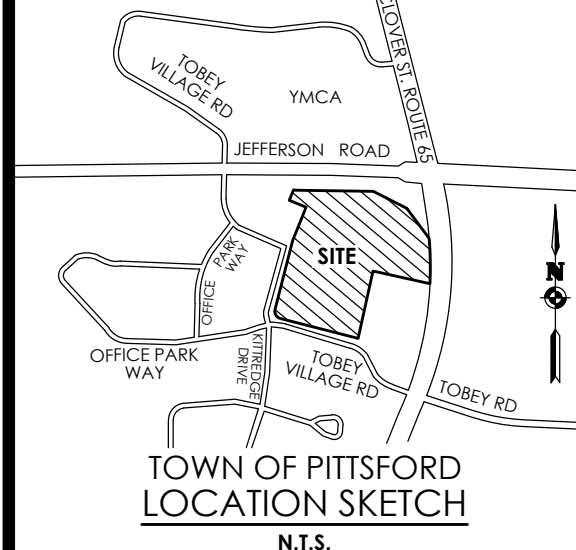 CLOVER ST. ROUTE 65
TOBEY
VILLAGE RD
YMCA
JEFFERSON ROAD
PARK
WAY
OFFICE
SITE
N
OFFICE PARK
WAY
KITTREDGE
DRIVE
TOBEY
VILLAGE RD
TOBEY RD
TOWN OF PITTSFORD
LOCATION SKETCH
N.T.S.